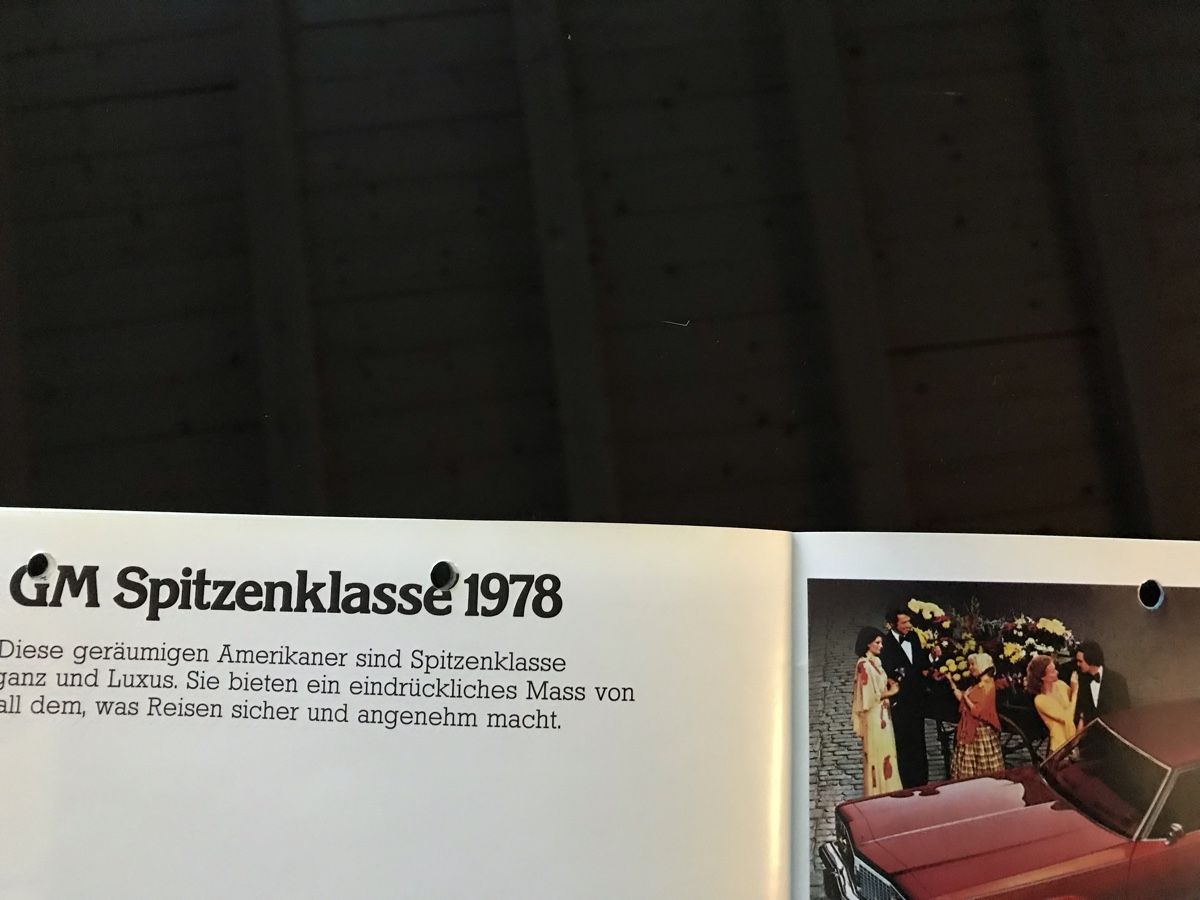 GM Spitzenklasse 1978
Diese geräumigen Amerikaner sind Spitzenklasse
ganz und Luxus. Sie bieten ein eindrückliches Mass von
all dem, was Reisen sicher und angenehm macht.